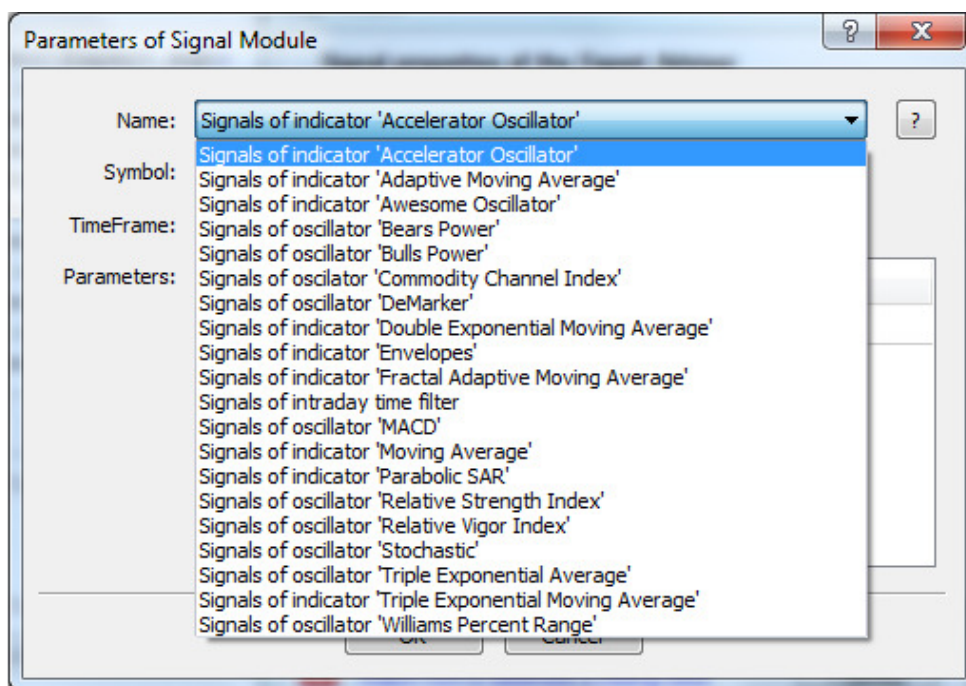 Parameters of Signal Module
?
Name:
Signals of indicator 'Accelerator Oscillator'
?
Symbol:
TimeFrame:
Parameters:
Signals of indicator 'Accelerator Oscillator'
Signals of indicator 'Adaptive Moving Average'
Signals of indicator 'Awesome Oscillator'
Signals of oscillator 'Bears Power'
Signals of oscillator 'Bulls Power'
Signals of oscilator 'Commodity Channel Index'
Signals of oscillator 'DeMarker'
Signals of indicator 'Double Exponential Moving Average'
Signals of indicator 'Envelopes'
Signals of indicator 'Fractal Adaptive Moving Average'
Signals of intraday time filter
Signals of oscillator 'MACD'
Signals of indicator 'Moving Average'
Signals of indicator 'Parabolic SAR'
Signals of oscillator 'Relative Strength Index'
Signals of oscillator 'Relative Vigor Index'
Signals of oscillator 'Stochastic'
Signals of oscillator 'Triple Exponential Average'
Signals of indicator 'Triple Exponential Moving Average'
Signals of oscillator 'Williams Percent Range'
OK
Cancel